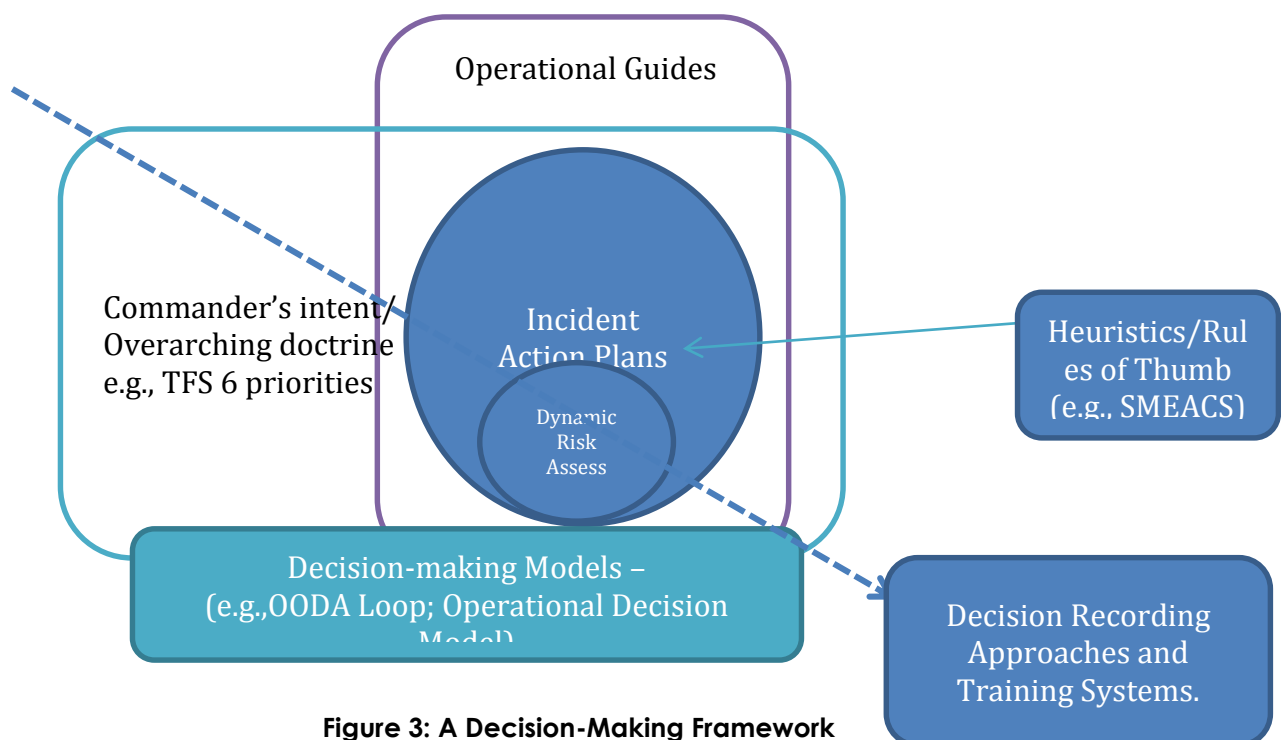 Operational Guides
Commander’s intent/
Overarching doctrine
e.g., TFS 6 priorities
Incident
Action Plans
Dynamic
Risk
Assess
Heuristics/Rul
es of Thumb
(e.g., SMEACS)
Decision-making Models –
(e.g.,OODA Loop; Operational Decision
Model)
Decision Recording
Approaches and
Training Systems.
Figure 3: A Decision-Making Framework